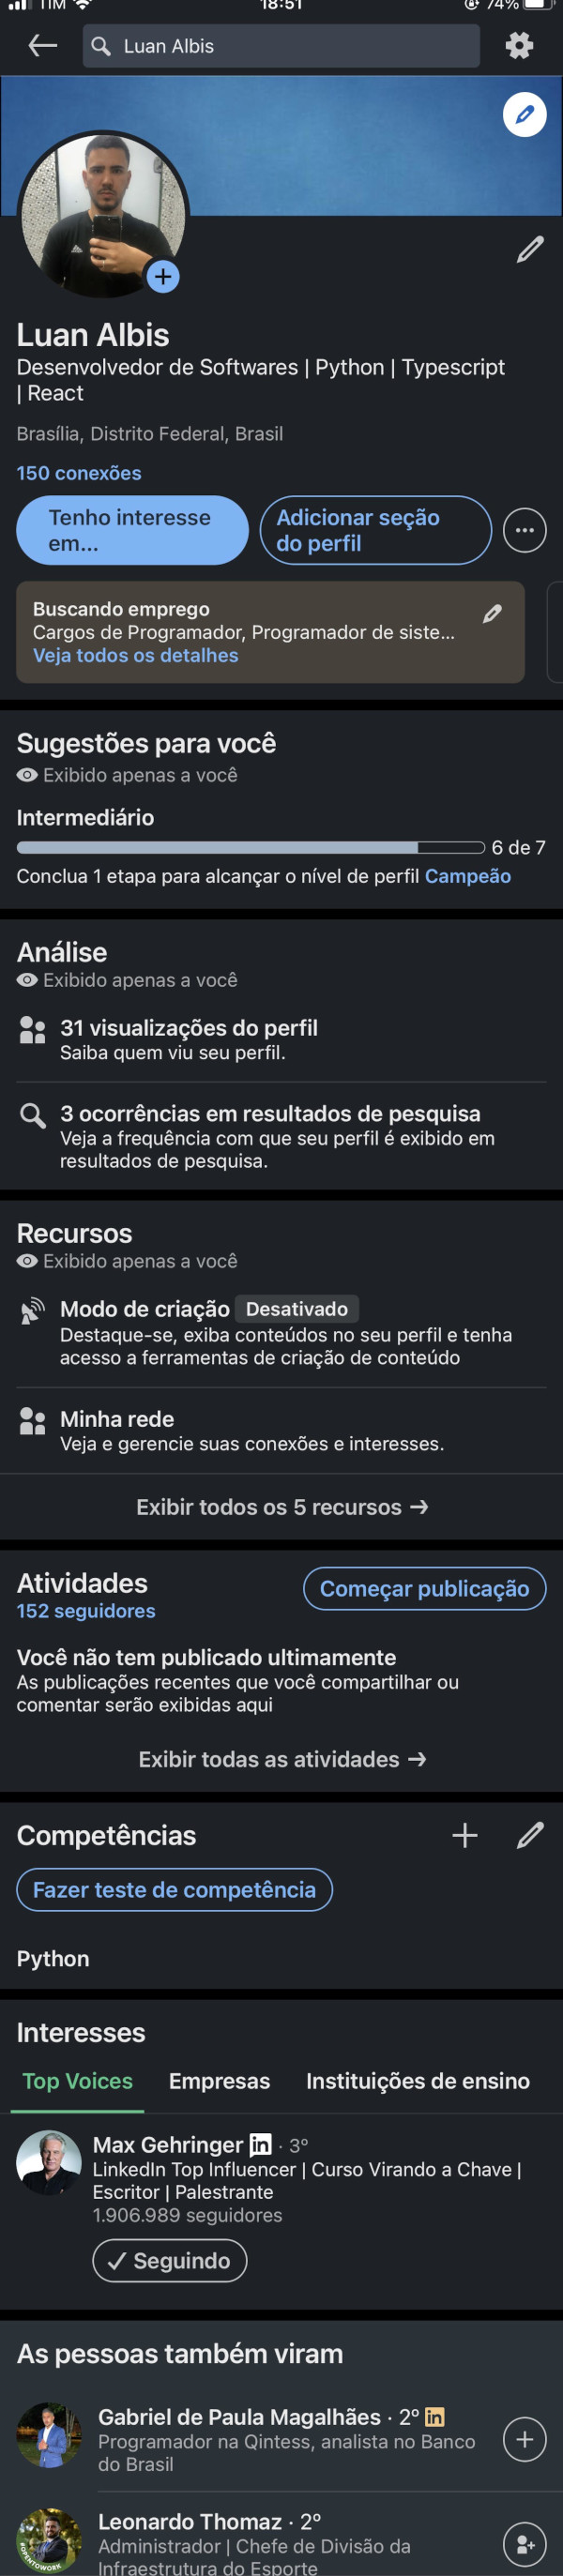 TIM
18:51
74%
Luan Albis
Luan Albis
Desenvolvedor de Softwares | Python | Typescript
| React
Brasília, Distrito Federal, Brasil
150 conexões
Tenho interesse
em...
Adicionar seção
do perfil
Buscando emprego
Cargos de Programador, Programador de siste...
Veja todos os detalhes
Sugestões para você
Exibido apenas a você
Intermediário
6 de 7
Conclua 1 etapa para alcançar o nível de perfil Campeão
Análise
Exibido apenas a você
31 visualizações do perfil
Saiba quem viu seu perfil.
3 ocorrências em resultados de pesquisa
Veja a frequência com que seu perfil é exibido em
resultados de pesquisa.
Recursos
Exibido apenas a você
Modo de criação Desativado
Destaque-se, exiba conteúdos no seu perfil e tenha
acesso a ferramentas de criação de conteúdo
Minha rede
Veja e gerencie suas conexões e interesses.
Exibir todos os 5 recursos →
Atividades
Começar publicação
152 seguidores
Você não tem publicado ultimamente
As publicações recentes que você compartilhar ou
comentar serão exibidas aqui
Exibir todas as atividades →
Competências
Fazer teste de competência
Python
Interesses
Top Voices Empresas Instituições de ensino
Max Gehringer in · 3º
LinkedIn Top Influencer | Curso Virando a Chave |
Escritor | Palestrante
1.906.989 seguidores
✓ Seguindo
As pessoas também viram
Gabriel de Paula Magalhães · 2º in
Programador na Qintess, analista no Banco
do Brasil
Leonardo Thomaz · 2º
#OPENTOWORK
Administrador | Chefe de Divisão da
Infraestrutura do Esporte